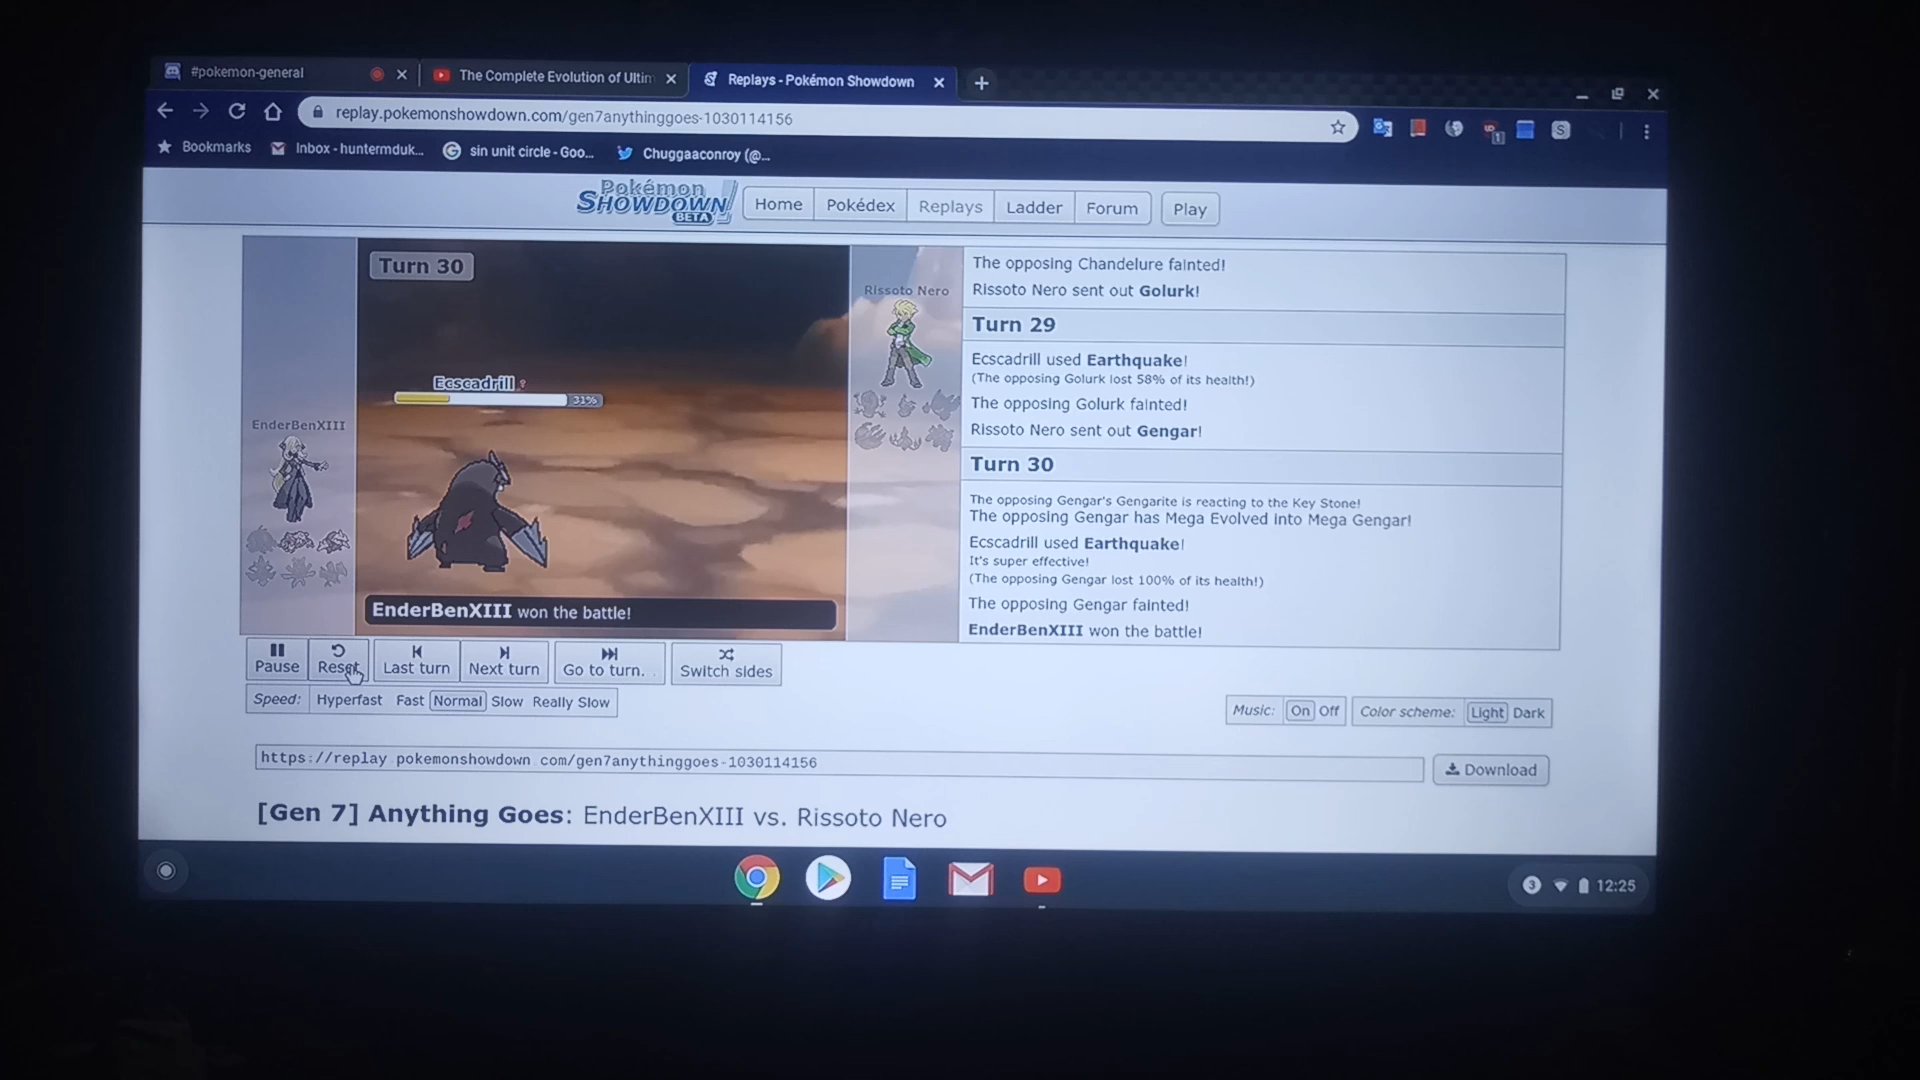 #pokemon-general
The Complete Evolution of Ultim
Replays - Pokémon Showdown
replay.pokemonshowdown.com/gen7anythinggoes-1030114156
Bookmarks
Inbox - huntermduk...
sin unit circle - Goo...
Chuggaaconroy (@...
Pokémon
SHOWDOWN
BETA
Home
Pokédex
Replays
Ladder
Forum
Play
Turn 30
Ecscadrill
31%
EnderBenXIII
Rissoto Nero
EnderBenXIII won the battle!
The opposing Chandelure fainted!
Rissoto Nero sent out Golurk!
Turn 29
Ecscadrill used Earthquake!
(The opposing Golurk lost 58% of its health!)
The opposing Golurk fainted!
Rissoto Nero sent out Gengar!
Turn 30
The opposing Gengar's Gengarite is reacting to the Key Stone!
The opposing Gengar has Mega Evolved into Mega Gengar!
Ecscadrill used Earthquake!
It's super effective!
(The opposing Gengar lost 100% of its health!)
The opposing Gengar fainted!
EnderBenXIII won the battle!
Pause
Reset
Last turn
Next turn
Go to turn.
Switch sides
Speed: Hyperfast Fast Normal Slow Really Slow
Music: On Off
Color scheme: Light Dark
https://replay pokemonshowdown com/gen7anythinggoes-1030114156
Download
[Gen 7] Anything Goes: EnderBenXIII vs. Rissoto Nero
3
12:25